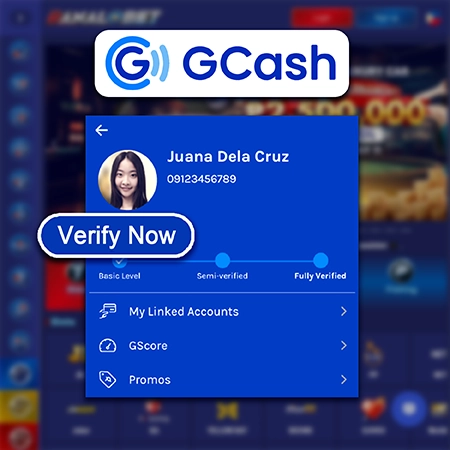 GCash
Juana Dela Cruz
09123456789
Verify Now
Basic Level
Semi-verified
Fully Verified
My Linked Accounts
GScore
Promos